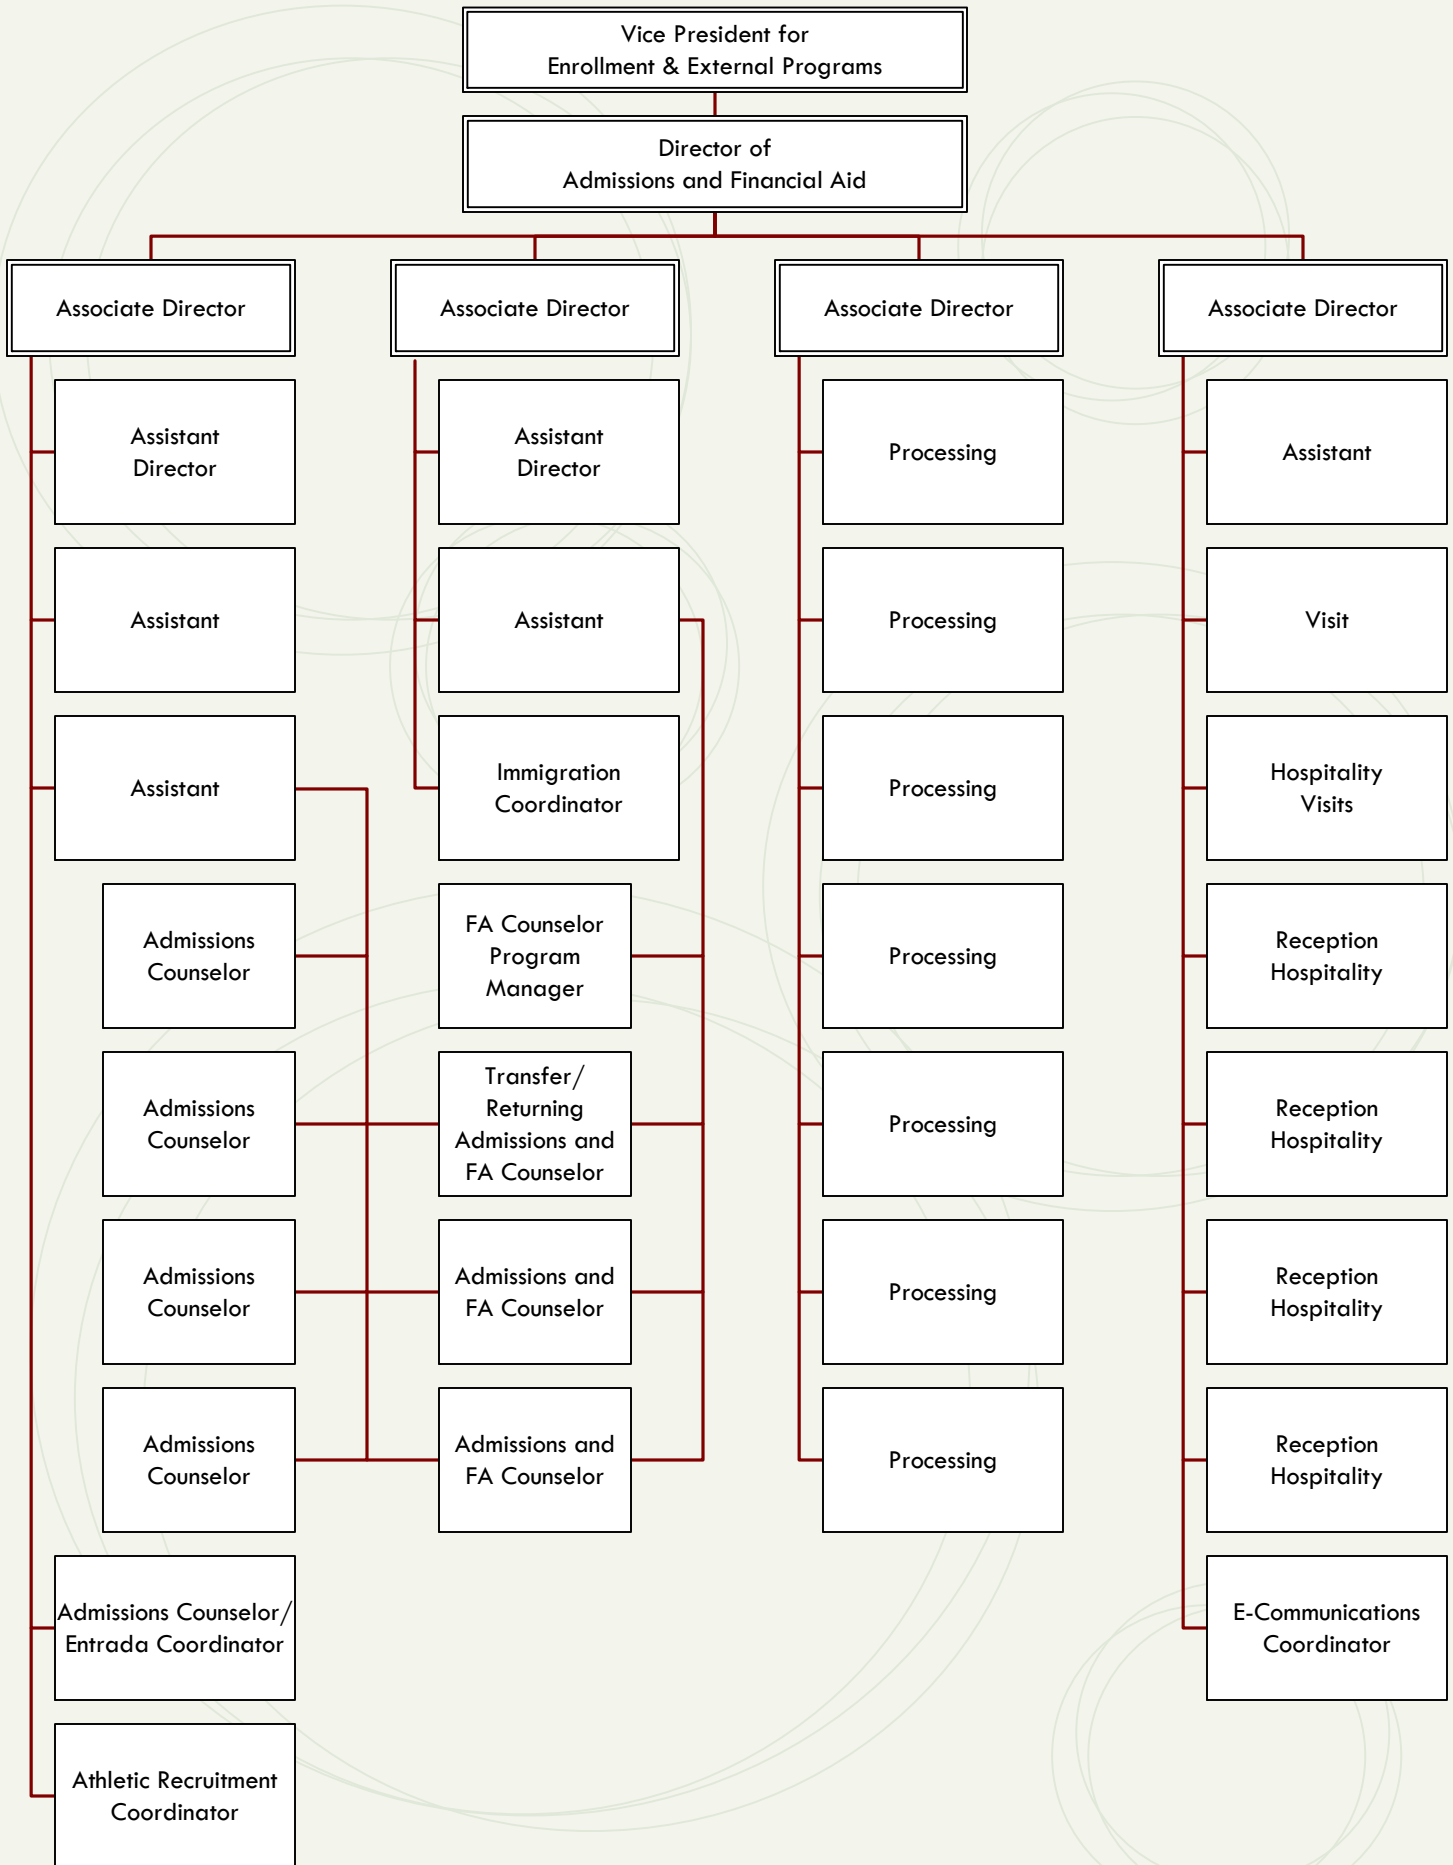 Vice President for
Enrollment & External Programs
Director of
Admissions and Financial Aid
Associate Director
Assistant
Director
Assistant
Assistant
Admissions
Counselor
Admissions
Counselor
Admissions
Counselor
Admissions
Counselor
Admissions Counselor/
Entrada Coordinator
Athletic Recruitment
Coordinator
Associate Director
Assistant
Director
Assistant
Immigration
Coordinator
FA Counselor
Program
Manager
Transfer/
Returning
Admissions and
FA Counselor
Admissions and
FA Counselor
Admissions and
FA Counselor
Associate Director
Processing
Processing
Processing
Processing
Processing
Processing
Processing
Associate Director
Assistant
Visit
Hospitality
Visits
Reception
Hospitality
Reception
Hospitality
Reception
Hospitality
Reception
Hospitality
E-Communications
Coordinator